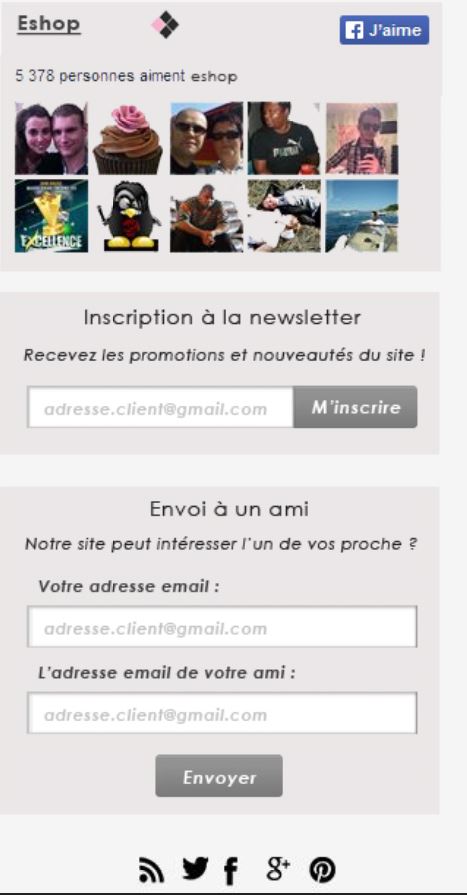 Eshop
J'aime
5 378 personnes aiment eshop
PUMA
EXCELLENCE
Inscription à la newsletter
Recevez les promotions et nouveautés du site !
adresse.client@gmail.com
M'inscrire
Envoi à un ami
Notre site peut intéresser l'un de vos proche ?
Votre adresse email :
adresse.client@gmail.com
L'adresse email de votre ami :
adresse.client@gmail.com
Envoyer